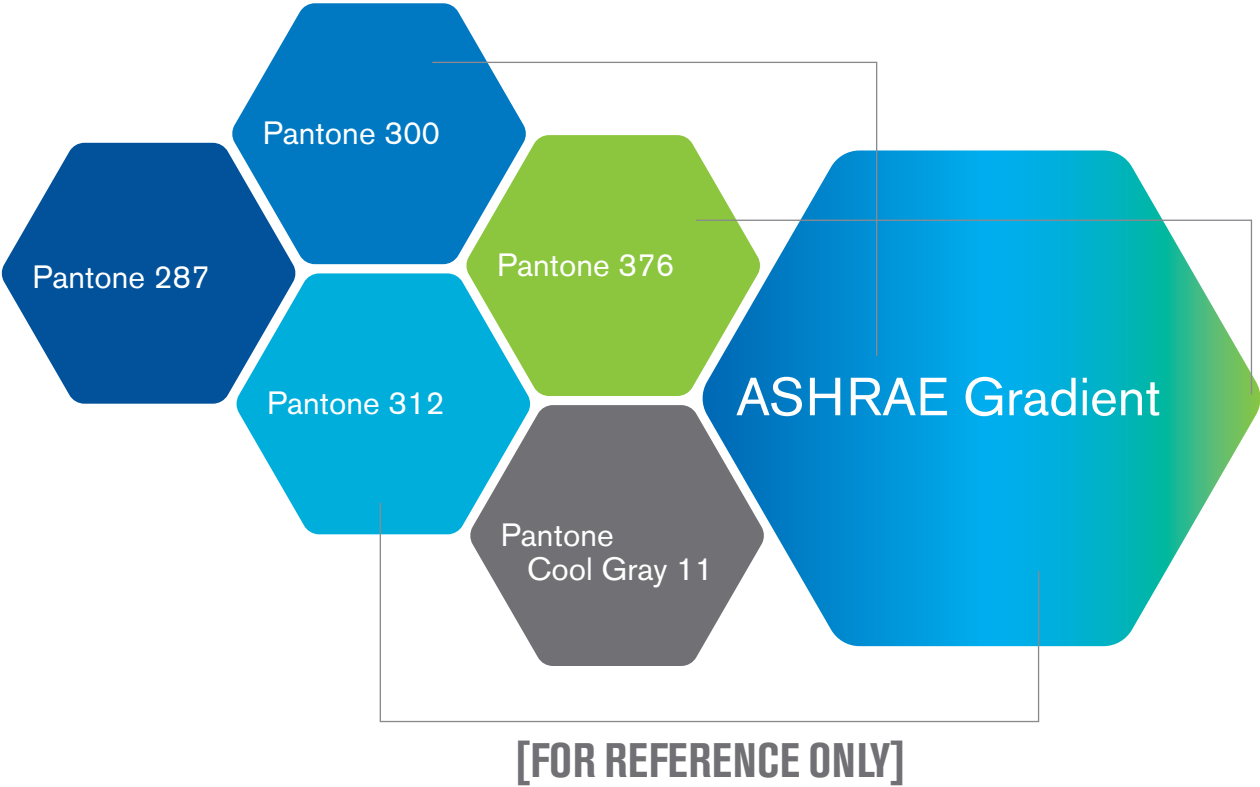 Pantone 300
Pantone 287
Pantone 376
Pantone 312
ASHRAE Gradient
Pantone
Cool Gray 11
[FOR REFERENCE ONLY]